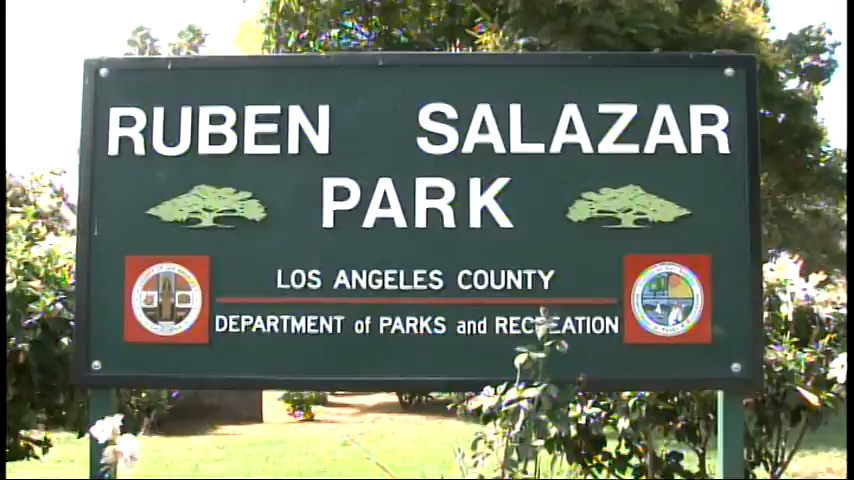 RUBEN SALAZAR
PARK
LOS ANGELES COUNTY
DEPARTMENT of PARKS and RECREATION